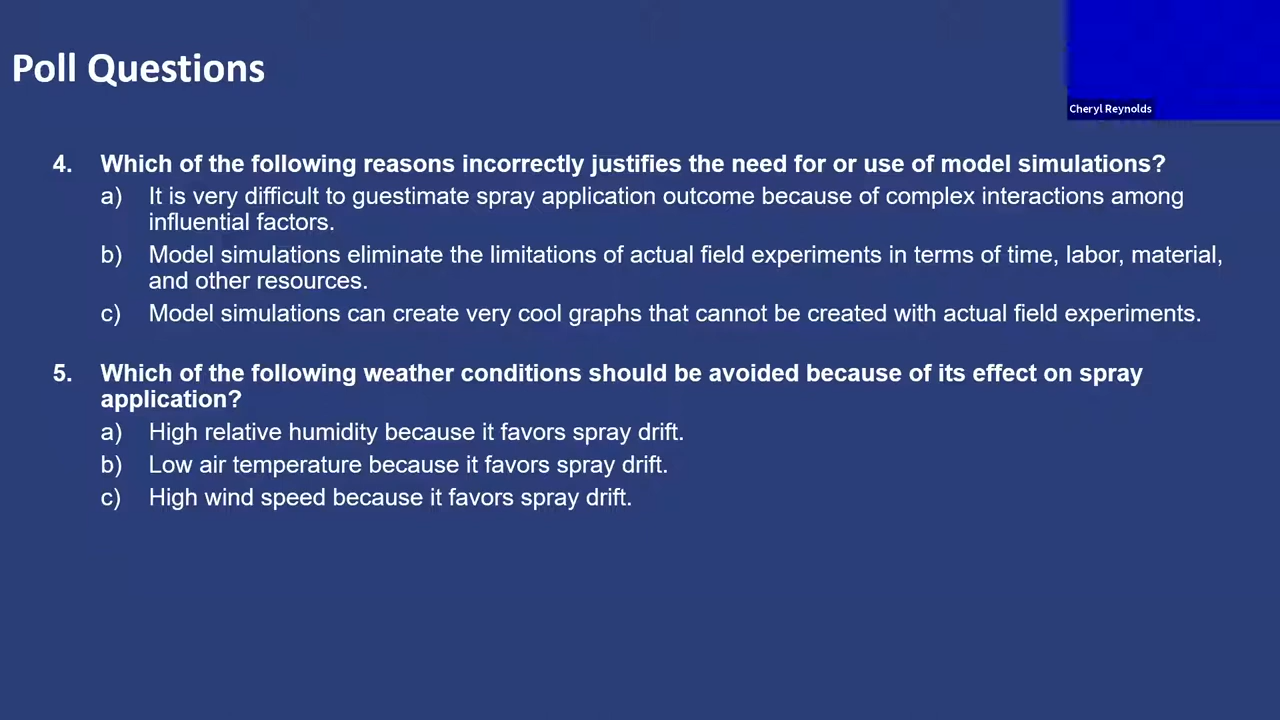 Poll Questions
Cheryl Reynolds
4. Which of the following reasons incorrectly justifies the need for or use of model simulations?
a) It is very difficult to guestimate spray application outcome because of complex interactions among
influential factors.
b) Model simulations eliminate the limitations of actual field experiments in terms of time, labor, material,
and other resources.
c) Model simulations can create very cool graphs that cannot be created with actual field experiments.
5. Which of the following weather conditions should be avoided because of its effect on spray
application?
a) High relative humidity because it favors spray drift.
b) Low air temperature because it favors spray drift.
c) High wind speed because it favors spray drift.